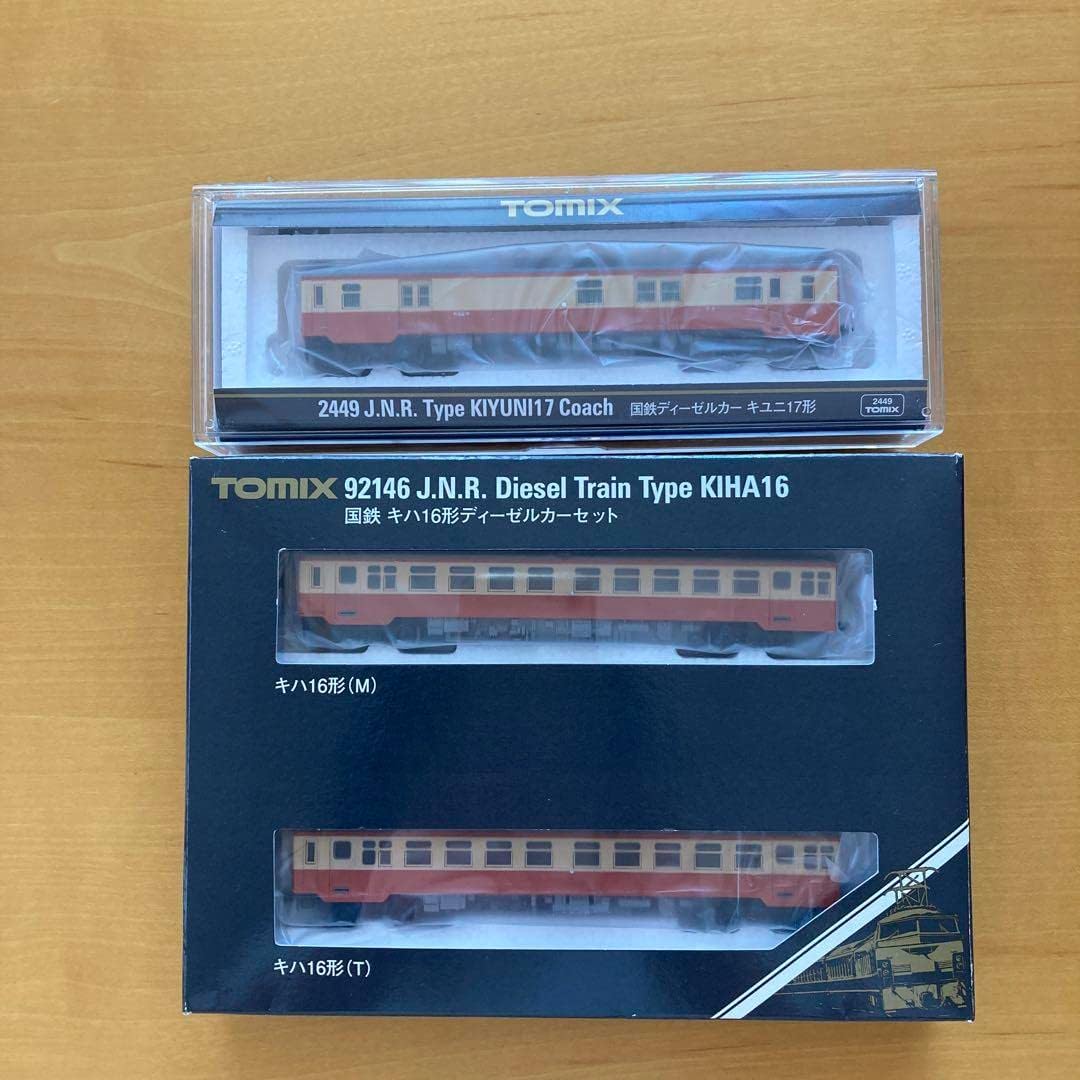 TOMIX
2449 J.N.R. Type KIYUNI17 Coach 国鉄ディーゼルカー キユニ17形
2449
TOMIX
TOMIX 92146 J.N.R. Diesel Train Type KIHA16
国鉄 キハ16形ディーゼルカーセット
キハ16形(M)
キハ16形(T)